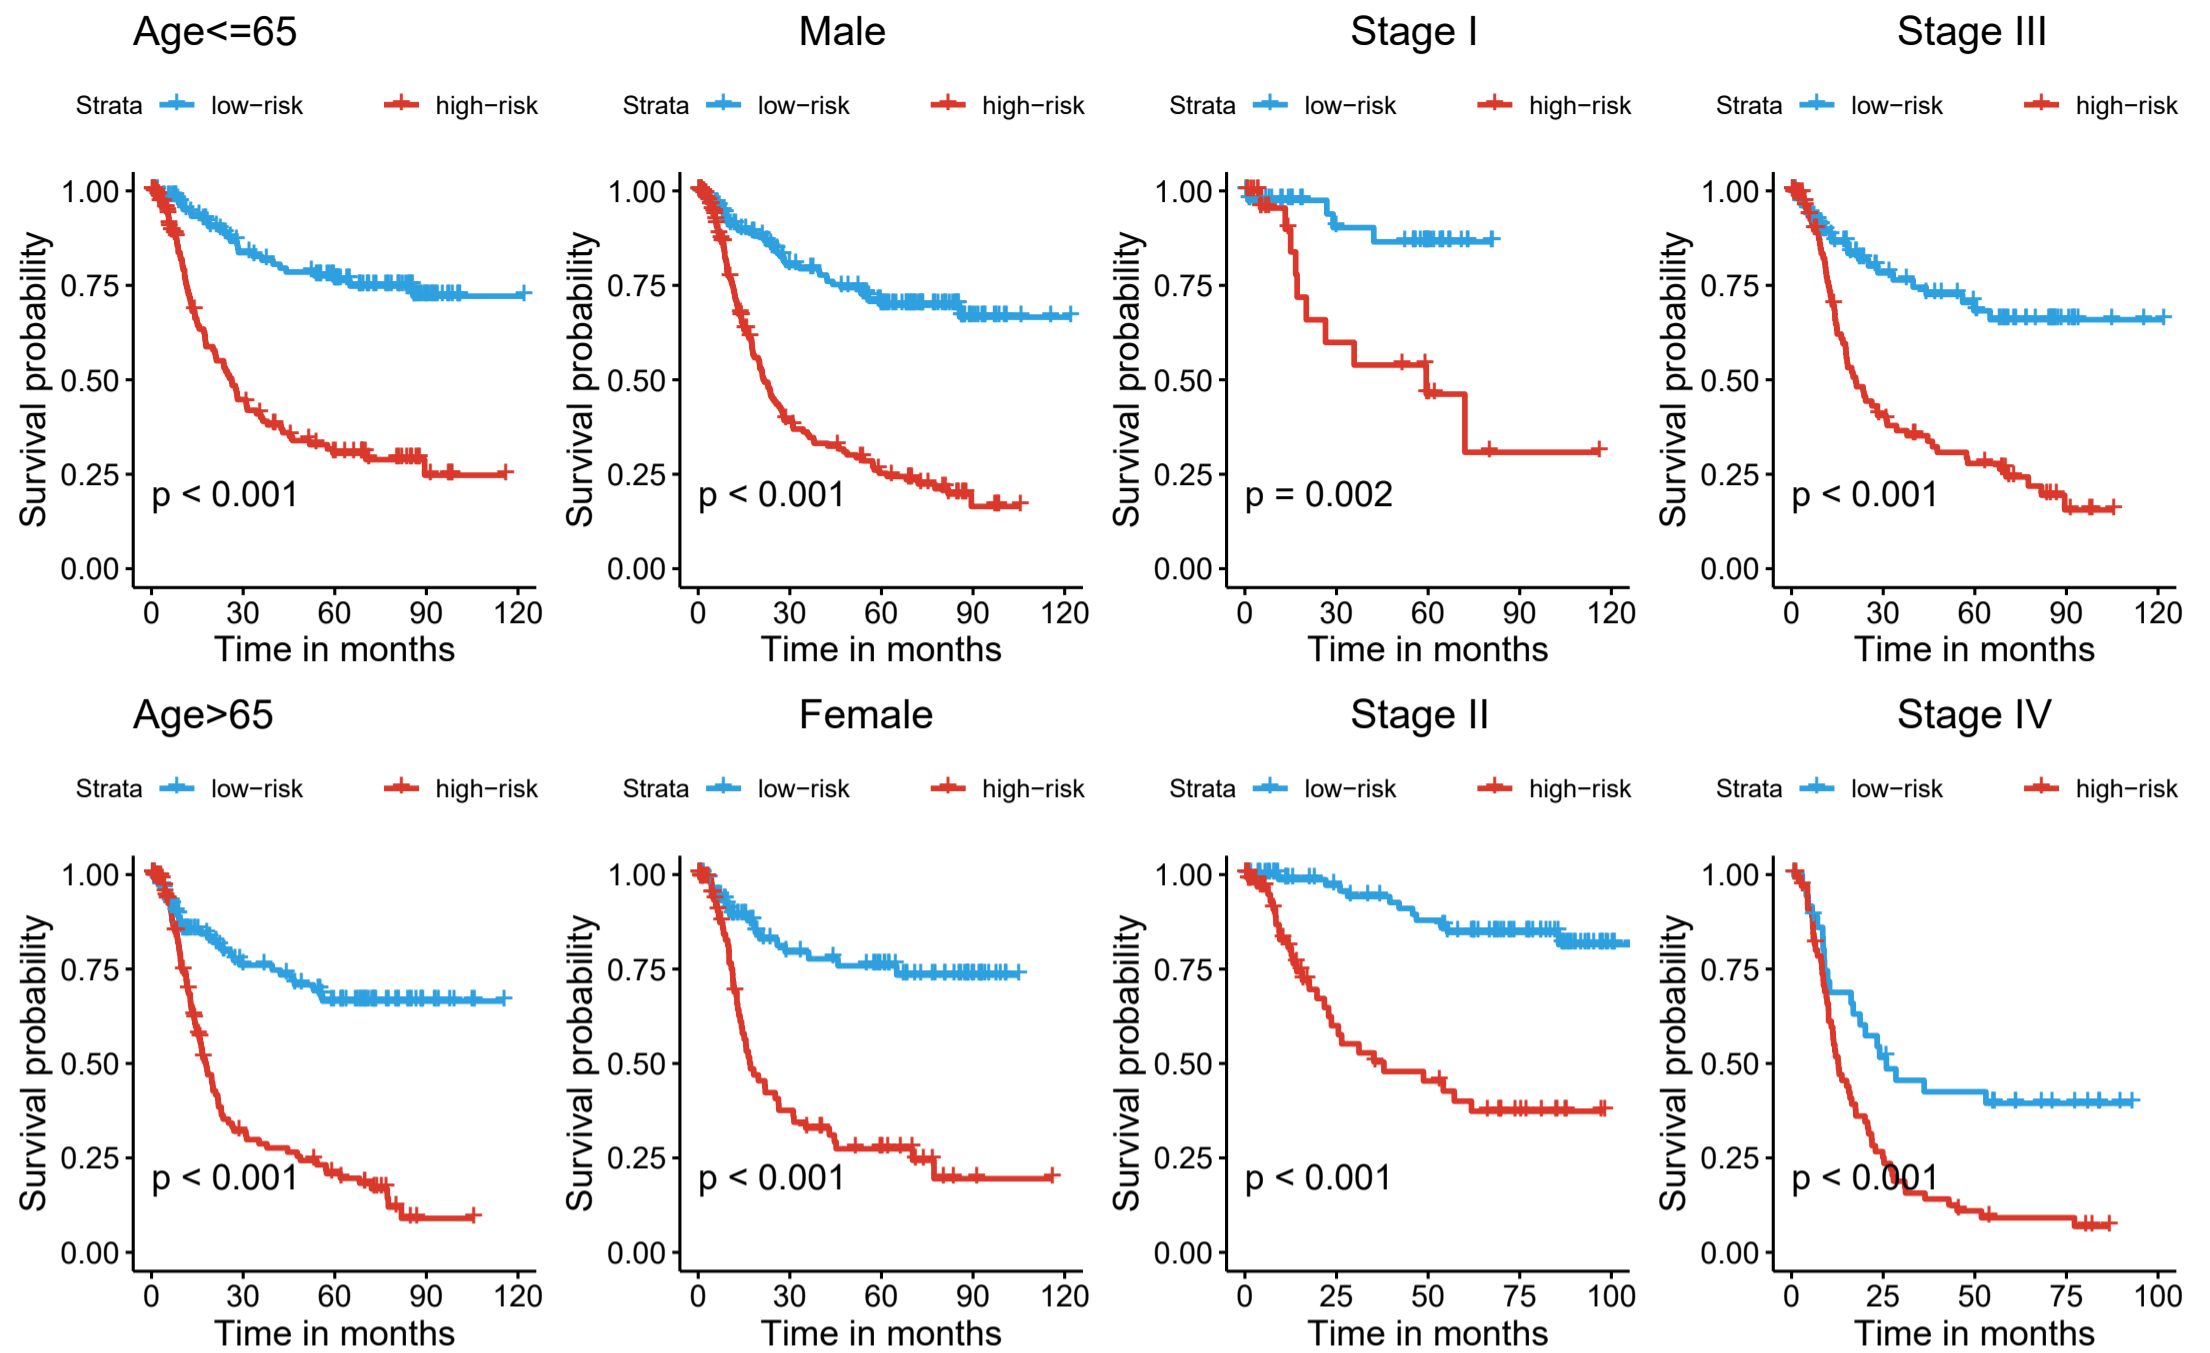 Age<=65
Strata low−risk high−risk
Survival probability
1.00
0.75
0.50
0.25
0.00
p < 0.001
0 30 60 90 120
Time in months
Male
Strata low−risk high−risk
Survival probability
1.00
0.75
0.50
0.25
0.00
p < 0.001
0 30 60 90 120
Time in months
Stage I
Strata low−risk high−risk
Survival probability
1.00
0.75
0.50
0.25
0.00
p = 0.002
0 30 60 90 120
Time in months
Stage III
Strata low−risk high−risk
Survival probability
1.00
0.75
0.50
0.25
0.00
p < 0.001
0 30 60 90 120
Time in months
Age>65
Strata low−risk high−risk
Survival probability
1.00
0.75
0.50
0.25
0.00
p < 0.001
0 30 60 90 120
Time in months
Female
Strata low−risk high−risk
Survival probability
1.00
0.75
0.50
0.25
0.00
p < 0.001
0 30 60 90 120
Time in months
Stage II
Strata low−risk high−risk
Survival probability
1.00
0.75
0.50
0.25
0.00
p < 0.001
0 25 50 75 100
Time in months
Stage IV
Strata low−risk high−risk
Survival probability
1.00
0.75
0.50
0.25
0.00
p < 0.001
0 25 50 75 100
Time in months